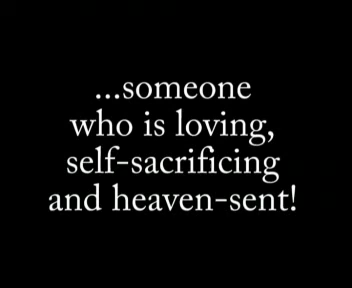 ...someone
who is loving,
self-sacrificing
and heaven-sent!